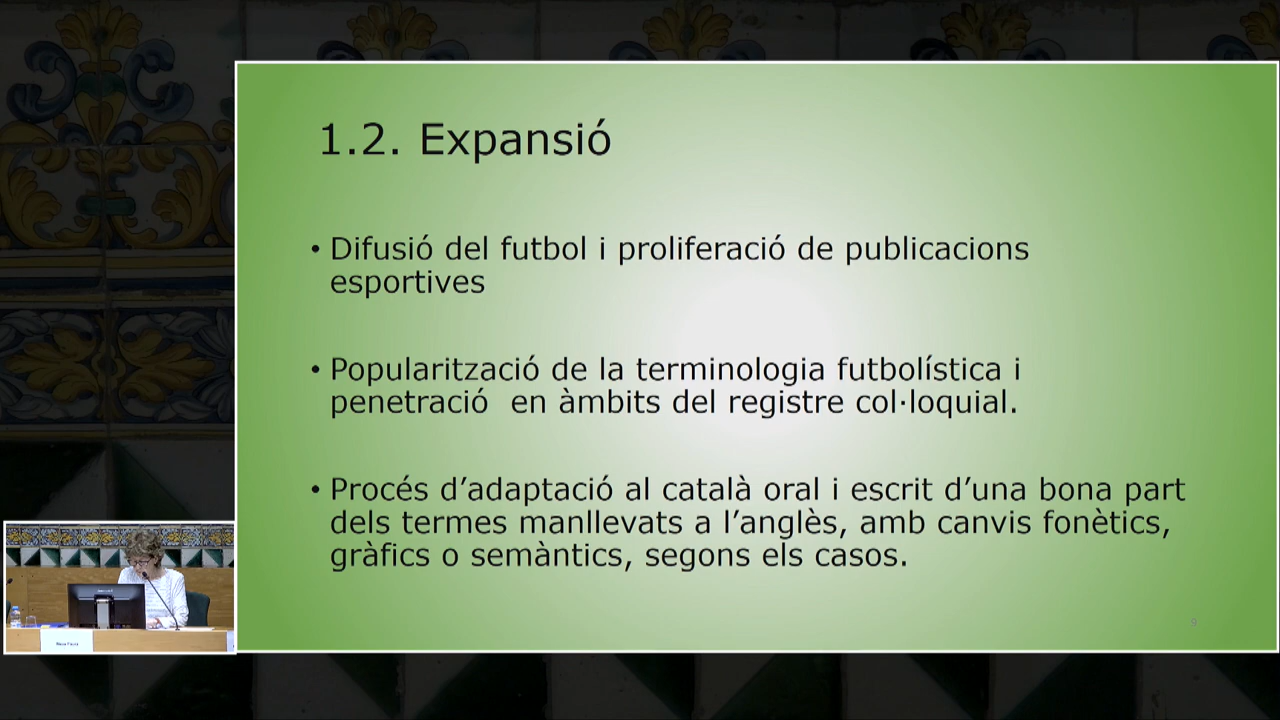 1.2. Expansió
• Difusió del futbol i proliferació de publicacions
esportives
• Popularització de la terminologia futbolística i
penetració  en àmbits del registre col·loquial.
• Procés d’adaptació al català oral i escrit d’una bona part
dels termes manllevats a l’anglès, amb canvis fonètics,
gràfics o semàntics, segons els casos.
9